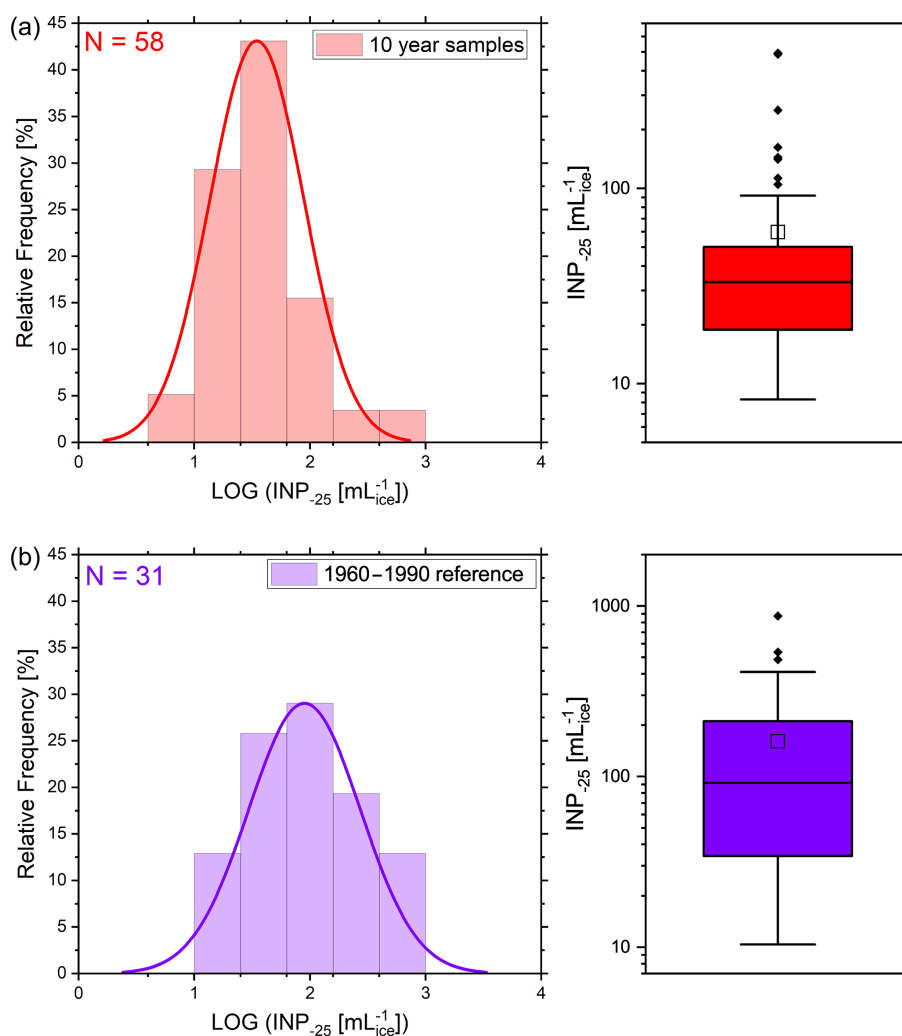 (a)
N = 58
10 year samples
45
40
35
30
25
20
15
10
5
0
Relative Frequency [%]
0 1 2 3 4
LOG (INP-25 [mL-1ice])
INP-25 [mL-1ice]
100
10
(b)
N = 31
1960–1990 reference
45
40
35
30
25
20
15
10
5
0
Relative Frequency [%]
0 1 2 3 4
LOG (INP-25 [mL-1ice])
INP-25 [mL-1ice]
1000
100
10